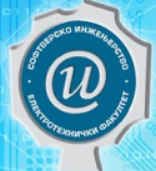 СОФТВЕРСКО ИНЖЕЊЕРСТВО
@
ЕЛЕКТРОТЕХНИЧКИ ФАКУЛТЕТ